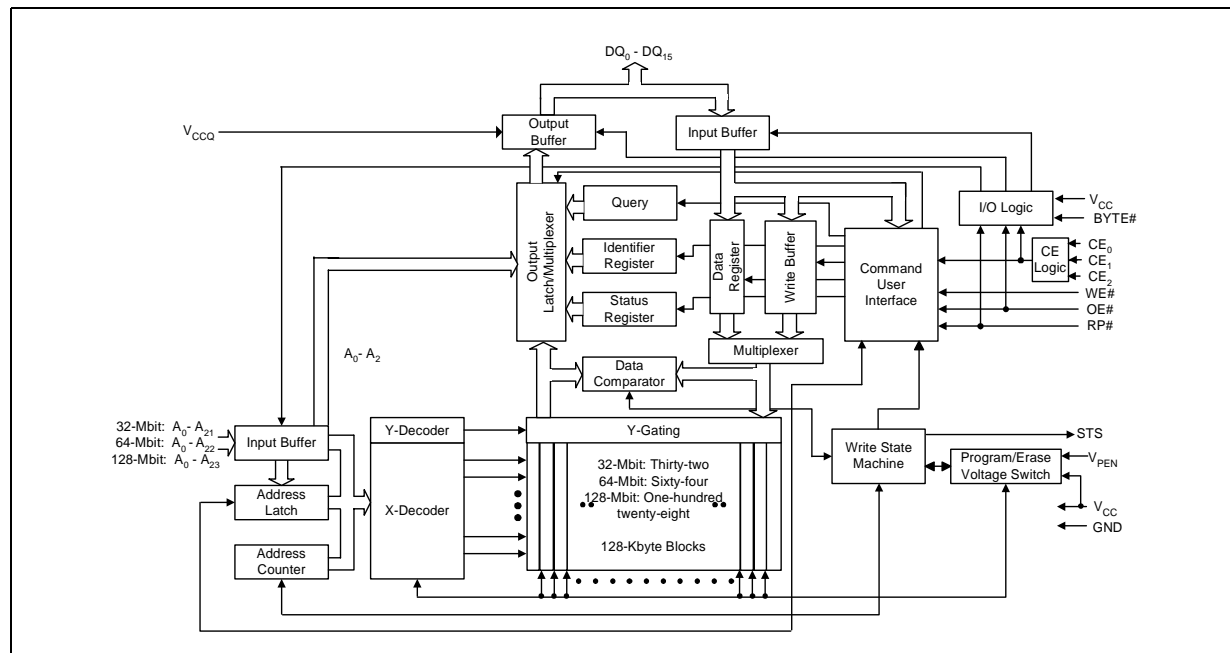 DQ0 - DQ15
VCCQ
Output
Buffer
Input Buffer
Output
Latch/Multiplexer
Query
Identifier
Register
Status
Register
Data
Register
Write Buffer
Command
User
Interface
I/O Logic
VCC
BYTE#
CE
Logic
CE0
CE1
CE2
WE#
OE#
RP#
Multiplexer
Data
Comparator
A0- A2
32-Mbit: A0- A21
64-Mbit: A0 - A22
128-Mbit: A0 - A23
Input Buffer
Y-Decoder
Y-Gating
Address
Latch
X-Decoder
Address
Counter
32-Mbit: Thirty-two
64-Mbit: Sixty-four
128-Mbit: One-hundred
twenty-eight
128-Kbyte Blocks
Write State
Machine
STS
Program/Erase
Voltage Switch
VPEN
VCC
GND